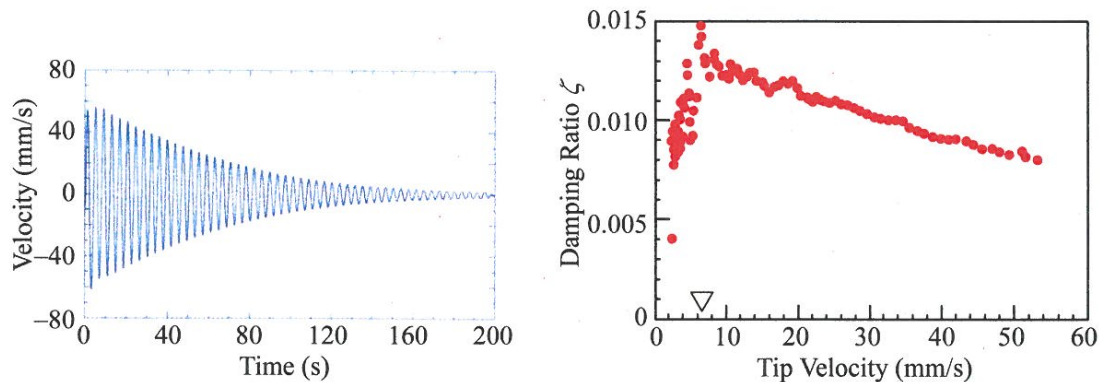 80
40
0
–40
–80
Velocity (mm/s)
0 40 80 120 160 200
Time (s)
0.015
0.010
0.005
0
Damping Ratio ζ
0 10 20 30 40 50 60
Tip Velocity (mm/s)